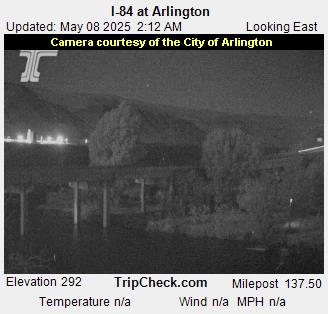 I-84 at Arlington
Updated: May 08 2025 2:12 AM Looking East
Camera courtesy of the City of Arlington
Elevation 292 TripCheck.com Milepost 137.50
Temperature n/a Wind n/a MPH n/a